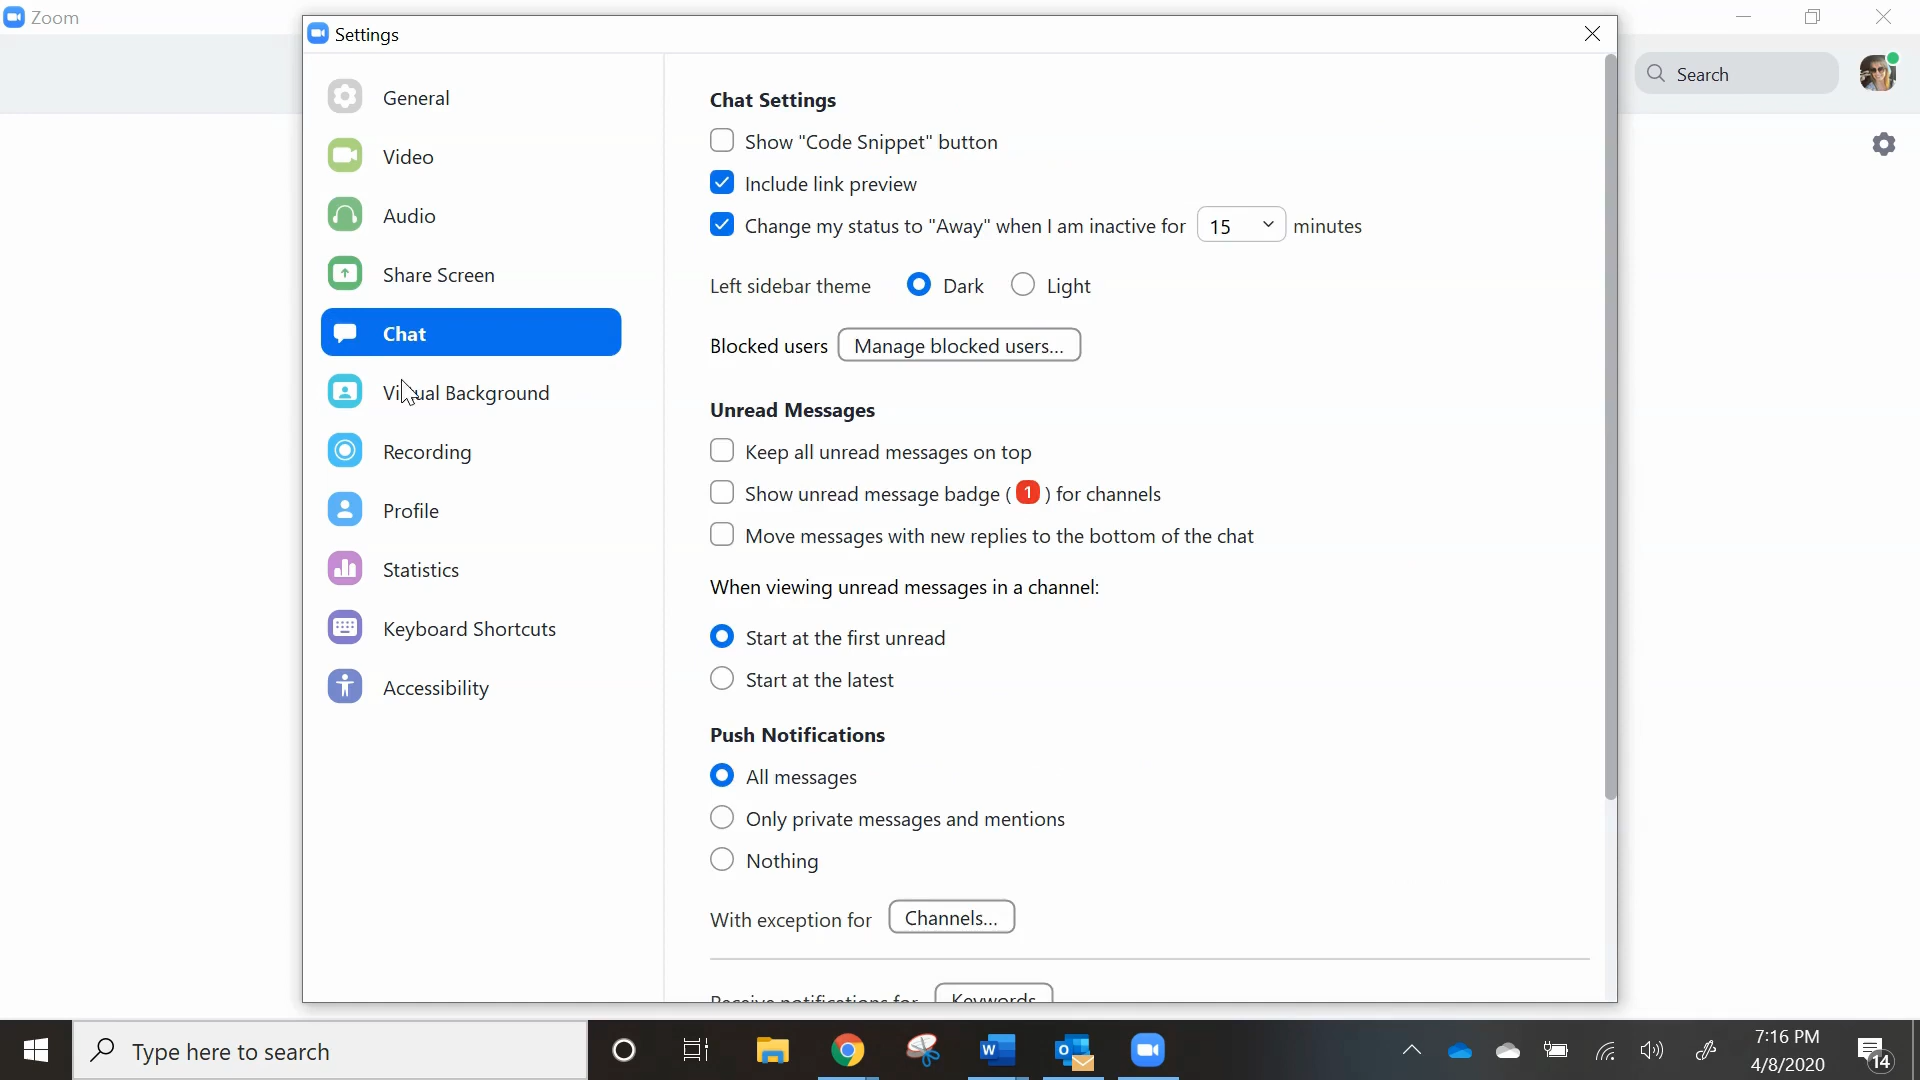 Zoom
Settings
Search
General
Video
Audio
Share Screen
Chat
Virtual Background
Recording
Profile
Statistics
Keyboard Shortcuts
Accessibility
Chat Settings
Show "Code Snippet" button
Include link preview
Change my status to "Away" when I am inactive for 15 minutes
Left sidebar theme Dark Light
Blocked users Manage blocked users...
Unread Messages
Keep all unread messages on top
Show unread message badge ( 1 ) for channels
Move messages with new replies to the bottom of the chat
When viewing unread messages in a channel:
Start at the first unread
Start at the latest
Push Notifications
All messages
Only private messages and mentions
Nothing
With exception for Channels...
Receive notifications for Keywords
Type here to search
7:16 PM
4/8/2020
14